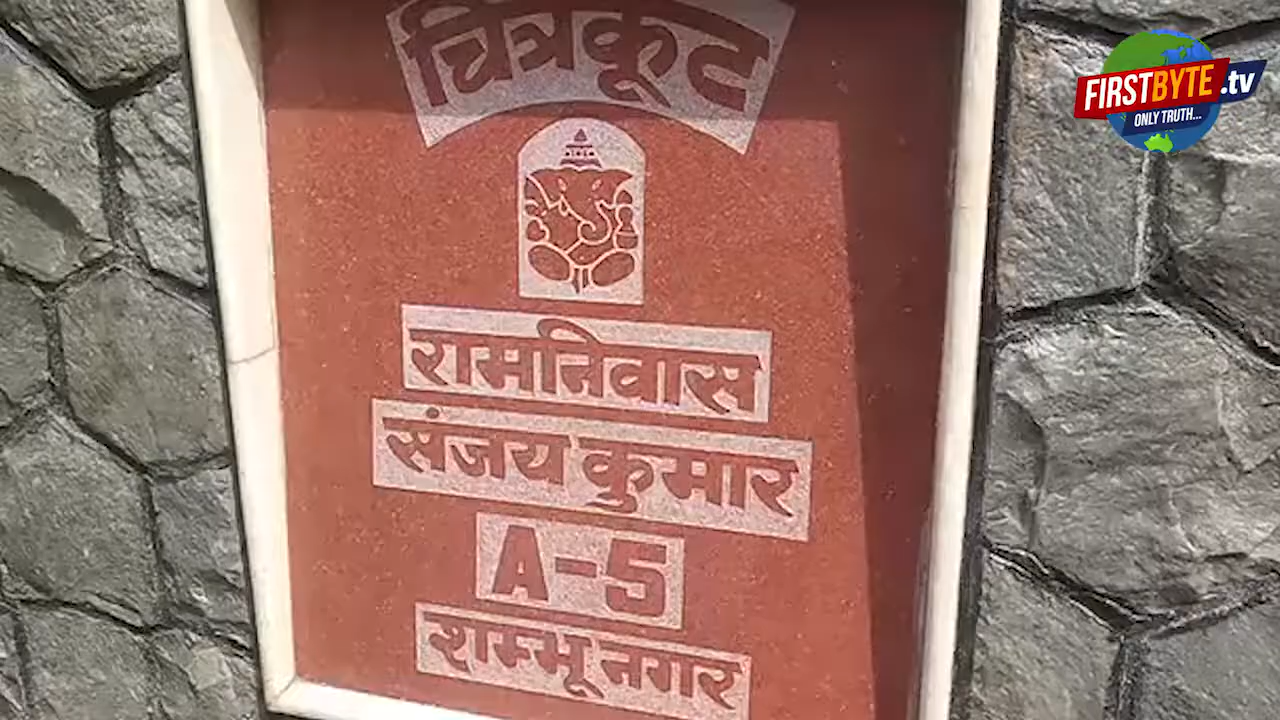 चित्रकूट
रामनिवास
संजय कुमार
A-5
शम्भू नगर
FIRSTBYTE.tv
ONLY TRUTH...